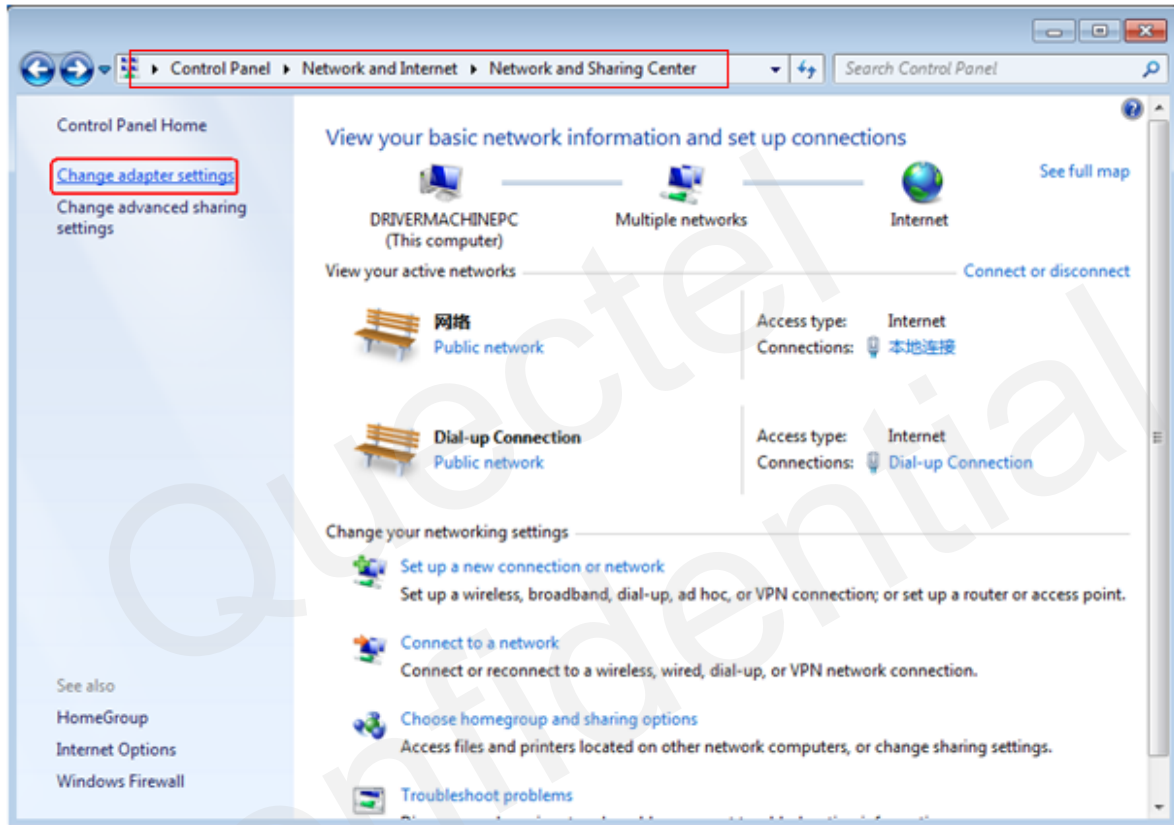 Control Panel ▸ Network and Internet ▸ Network and Sharing Center
Search Control Panel
Control Panel Home
Change adapter settings
Change advanced sharing
settings
See also
HomeGroup
Internet Options
Windows Firewall
View your basic network information and set up connections
See full map
DRIVERMACHINEPC
(This computer)
Multiple networks
Internet
View your active networks
Connect or disconnect
网络
Public network
Access type: Internet
Connections: 本地连接
Dial-up Connection
Public network
Access type: Internet
Connections: Dial-up Connection
Change your networking settings
Set up a new connection or network
Set up a wireless, broadband, dial-up, ad hoc, or VPN connection; or set up a router or access point.
Connect to a network
Connect or reconnect to a wireless, wired, dial-up, or VPN network connection.
Choose homegroup and sharing options
Access files and printers located on other network computers, or change sharing settings.
Troubleshoot problems
Quectel
onfidential